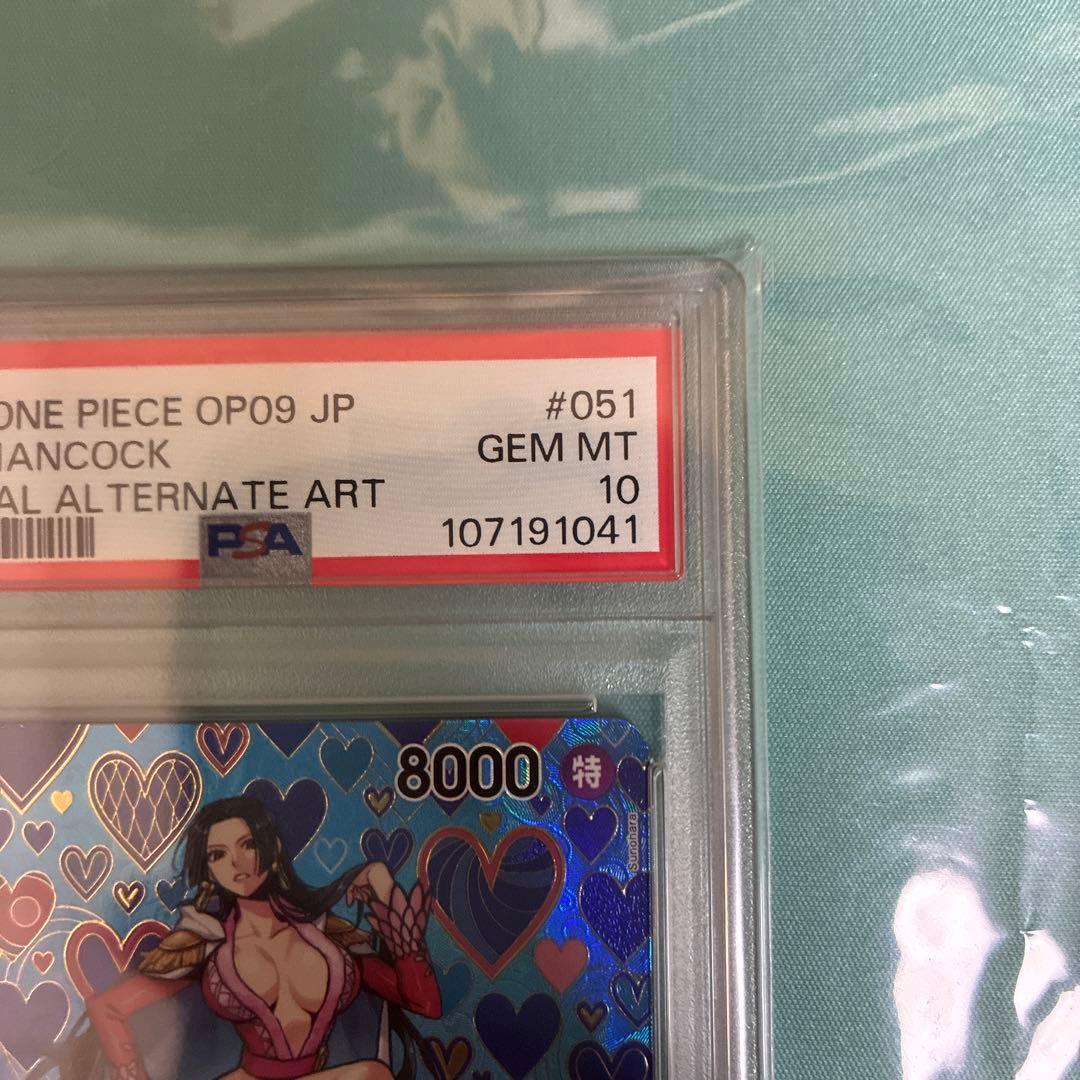 ONE PIECE OP09 JP #051
HANCOCK GEM MT
AL ALTERNATE ART 10
PSA 107191041
8000 特
Sunohara